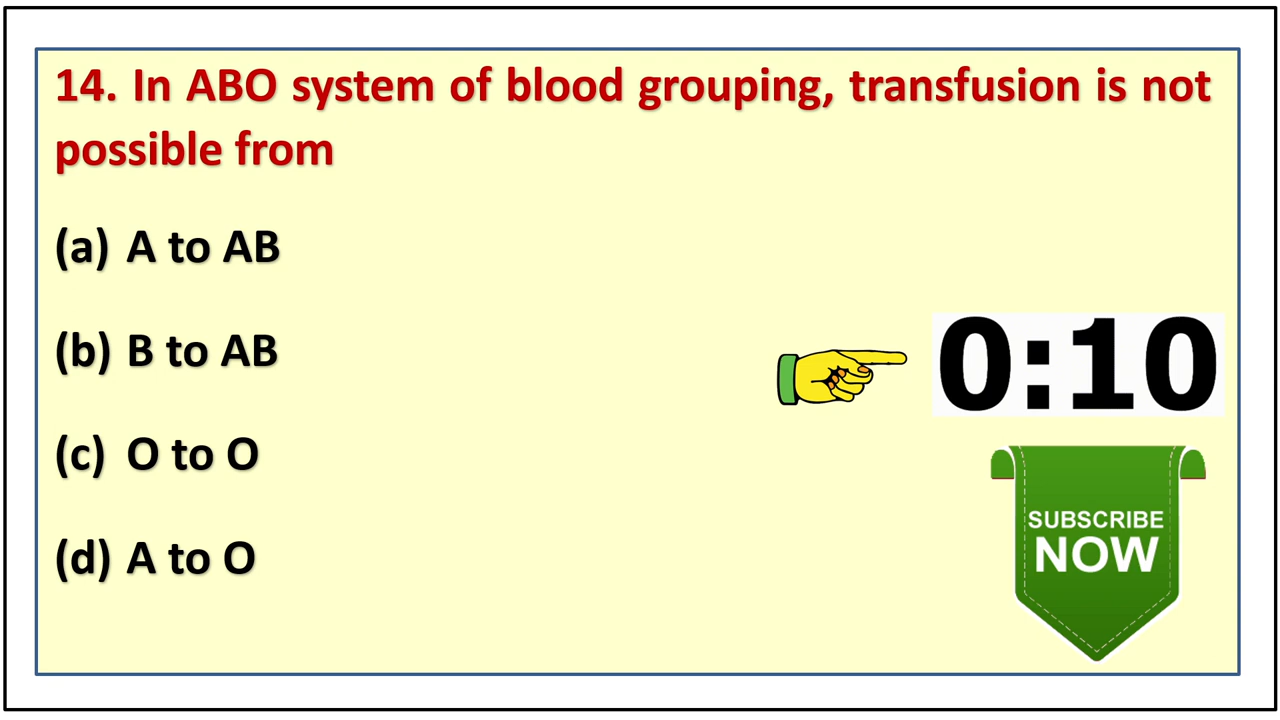 14. In ABO system of blood grouping, transfusion is not
possible from
(a) A to AB
(b) B to AB
(c) O to O
(d) A to O
0:10
SUBSCRIBE
NOW